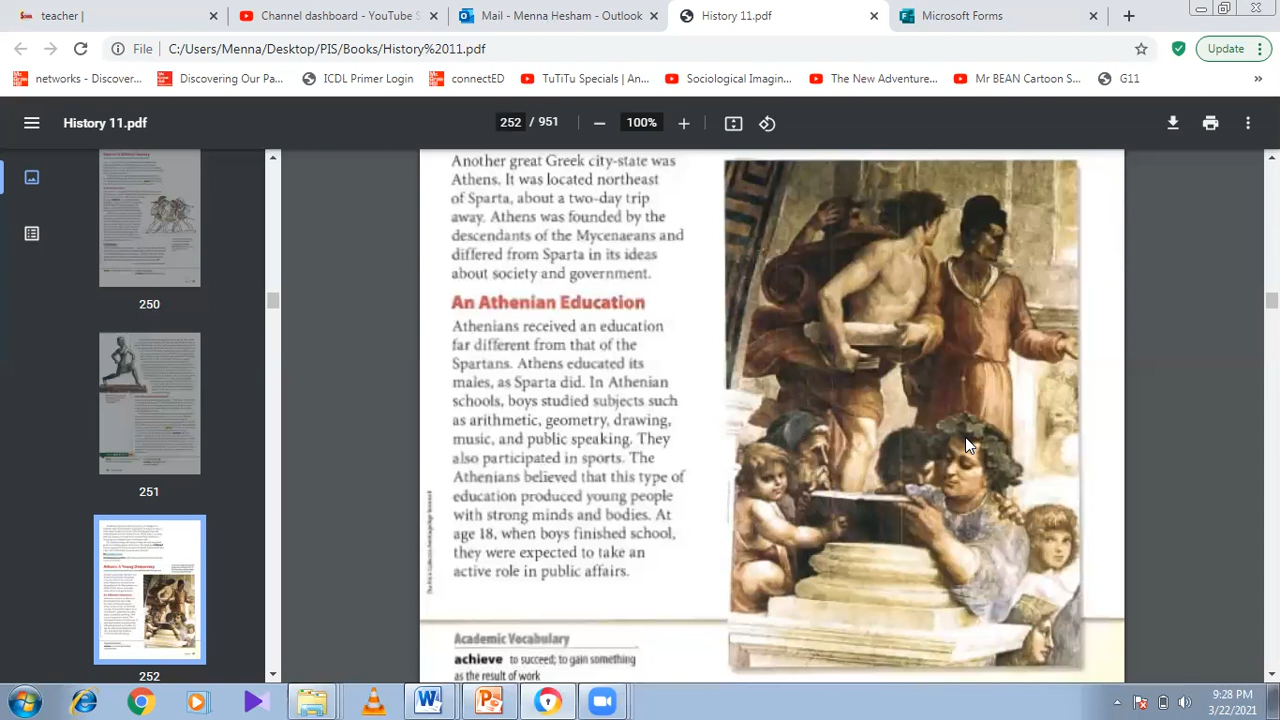 teacher |
Channel dashboard - YouTube S
Mail - Menna Hesham - Outlook
History 11.pdf
Microsoft Forms
File
C:/Users/Menna/Desktop/PIS/Books/History%2011.pdf
Update
networks - Discover...
Discovering Our Pa...
ICDL Primer Login
ConnectED
TuTiTu Specials | An...
Sociological Imagin...
The New Adventure...
Mr BEAN Cartoon S...
G11
»
History 11.pdf
252 / 951
100%
250
251
252
Another great Greek city-state was
Athens. It was located northeast
of Sparta, about a two-day trip
away. Athens was founded by the
descendants of the Mycenaeans and
differed from Sparta in its ideas
about society and government.
An Athenian Education
Athenians received an education
far different from that of the
Spartans. Athens educated its
males, as Sparta did. In Athenian
schools, boys studied subjects such
as arithmetic, geometry, drawing,
music, and public speaking. They
also participated in sports. The
Athenians believed that this type of
education produced young people
with strong minds and bodies. At
finished school,
they were expected to take an
active role in public affairs.
Academic Vocabulary
achieve to succeed; to gain something
as the result of work
9:28 PM
3/22/2021